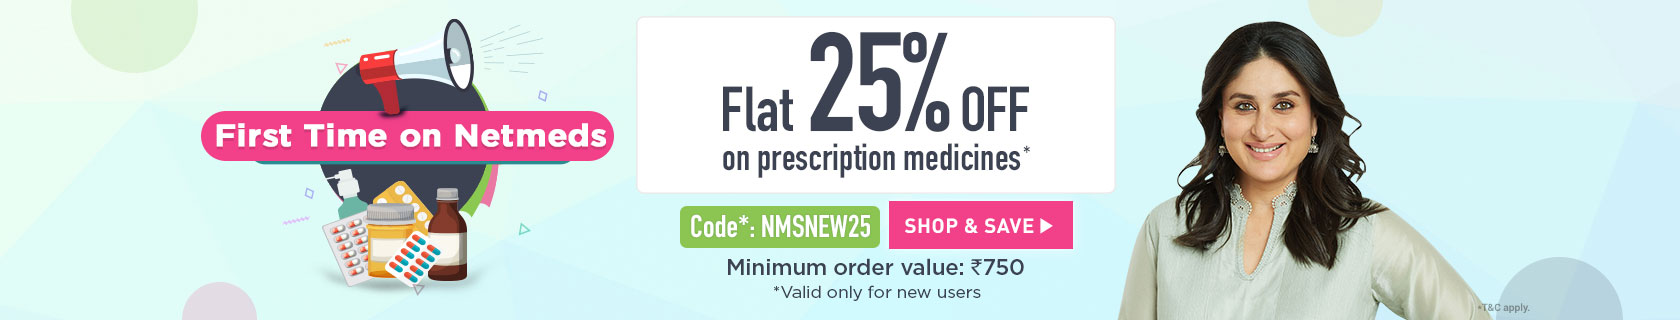 First Time on Netmeds
Flat 25% OFF
on prescription medicines*
Code*: NMSNEW25
SHOP & SAVE
Minimum order value: ₹750
*Valid only for new users
*T&C apply.